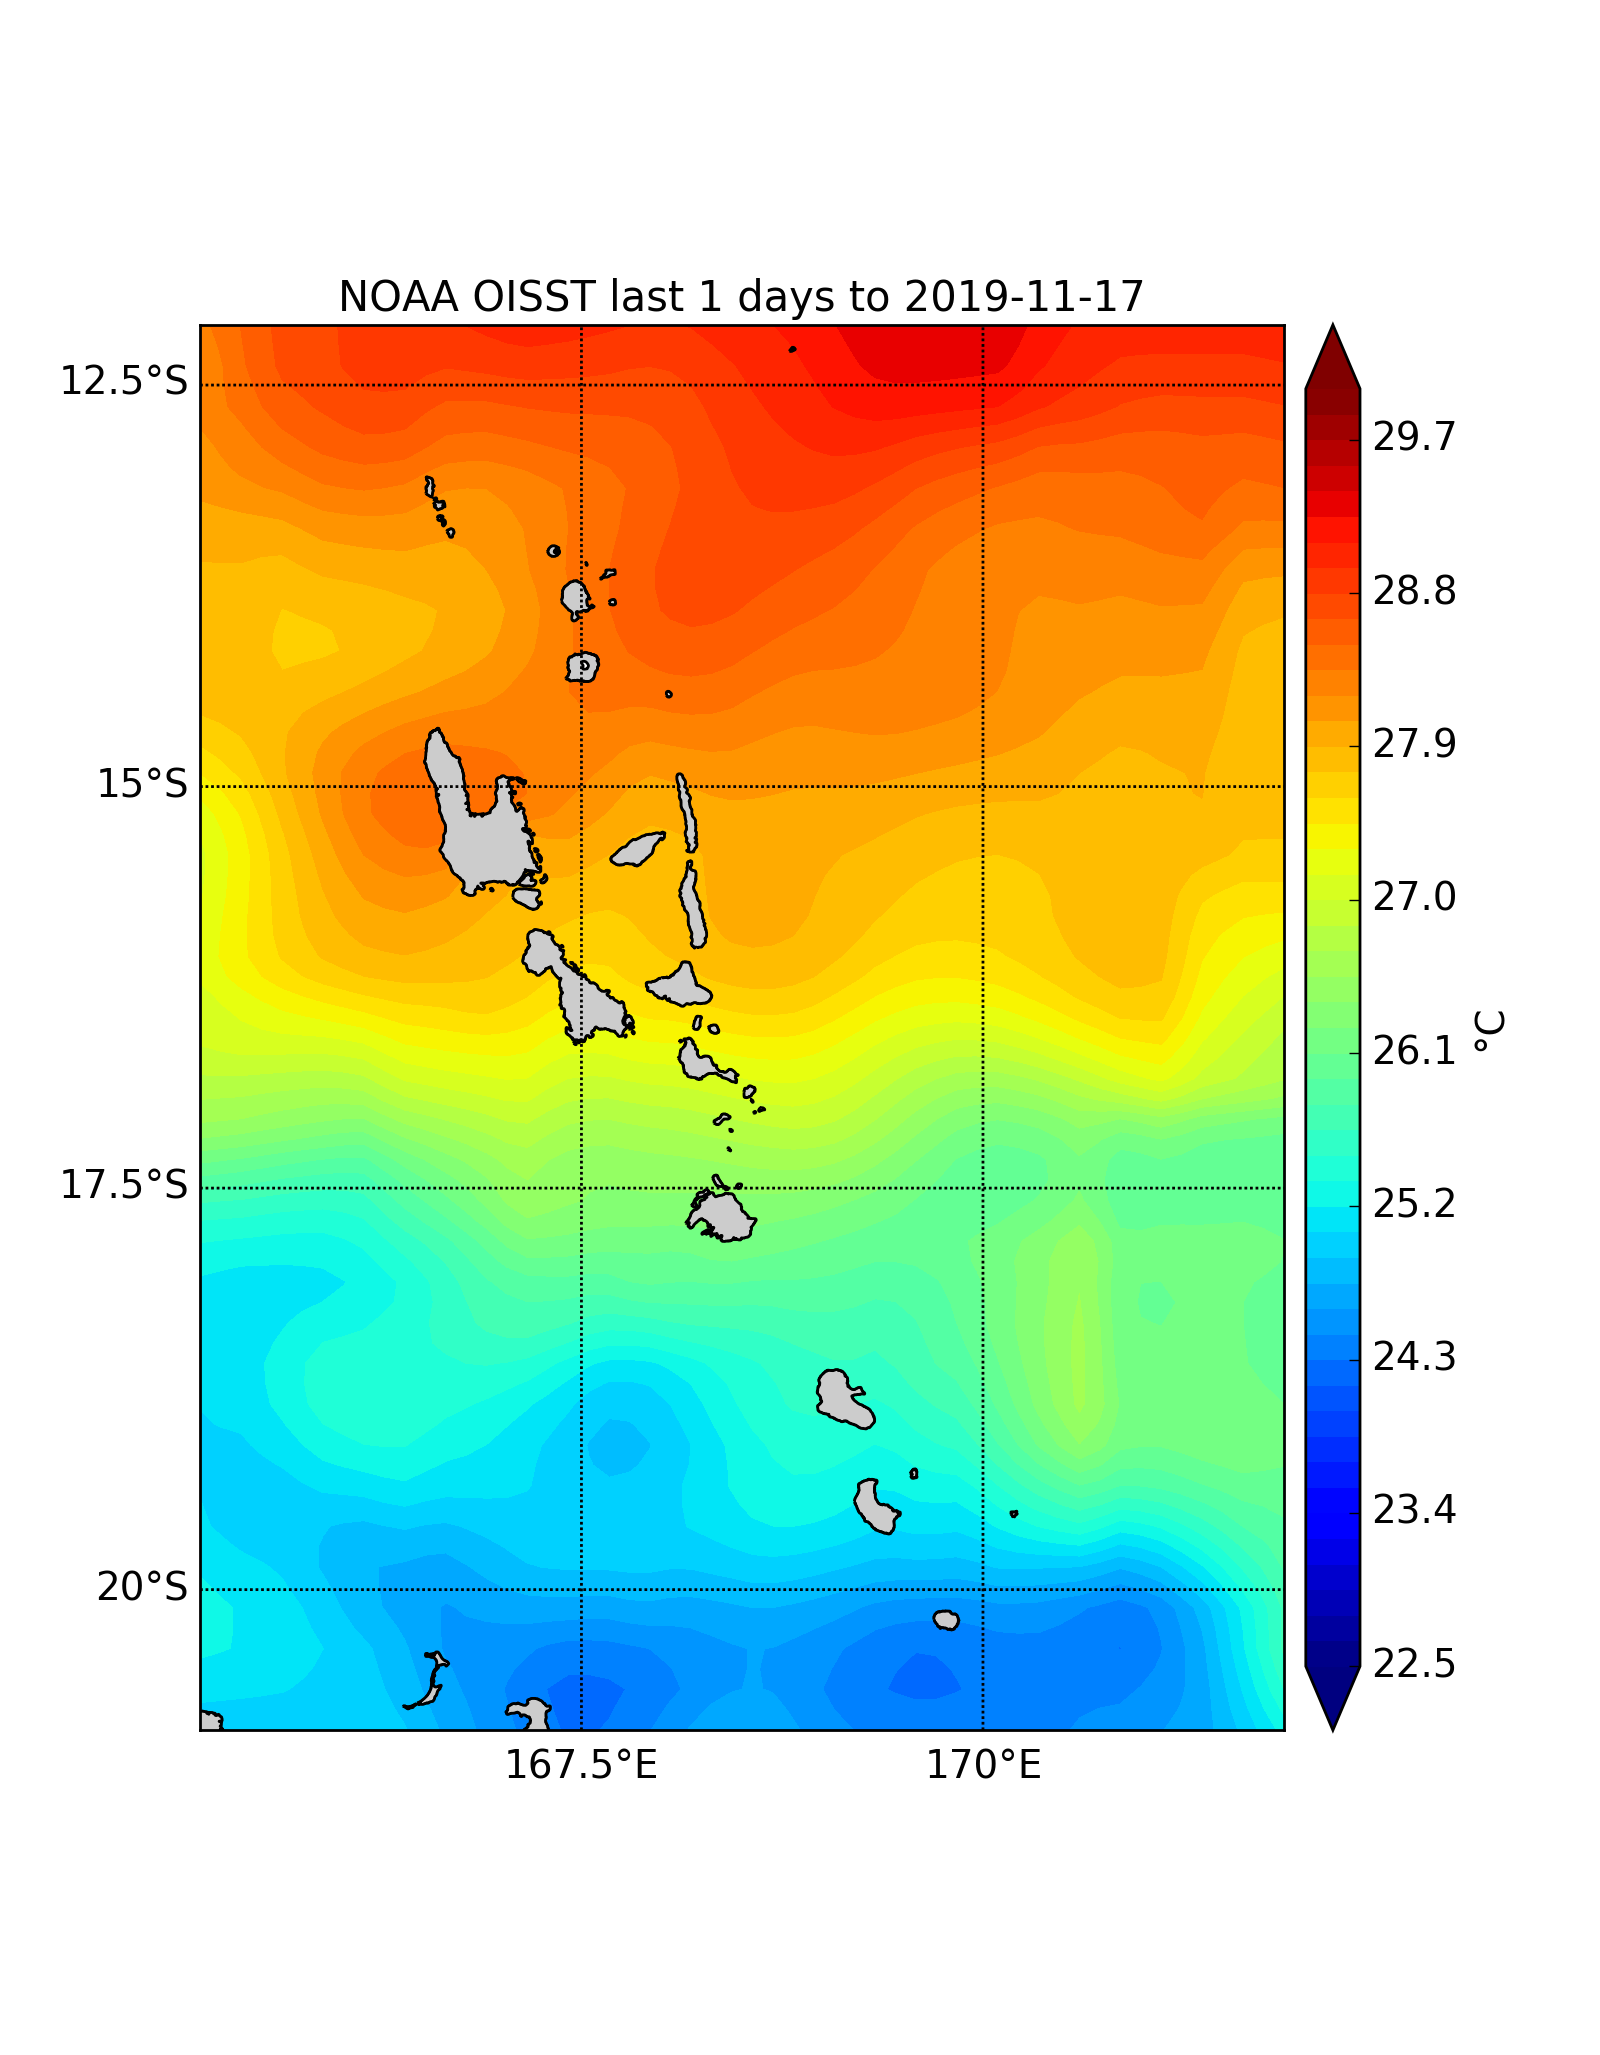 NOAA OISST last 1 days to 2019-11-17
12.5°S
15°S
17.5°S
20°S
167.5°E
170°E
29.7
28.8
27.9
27.0
26.1
25.2
24.3
23.4
22.5
°C